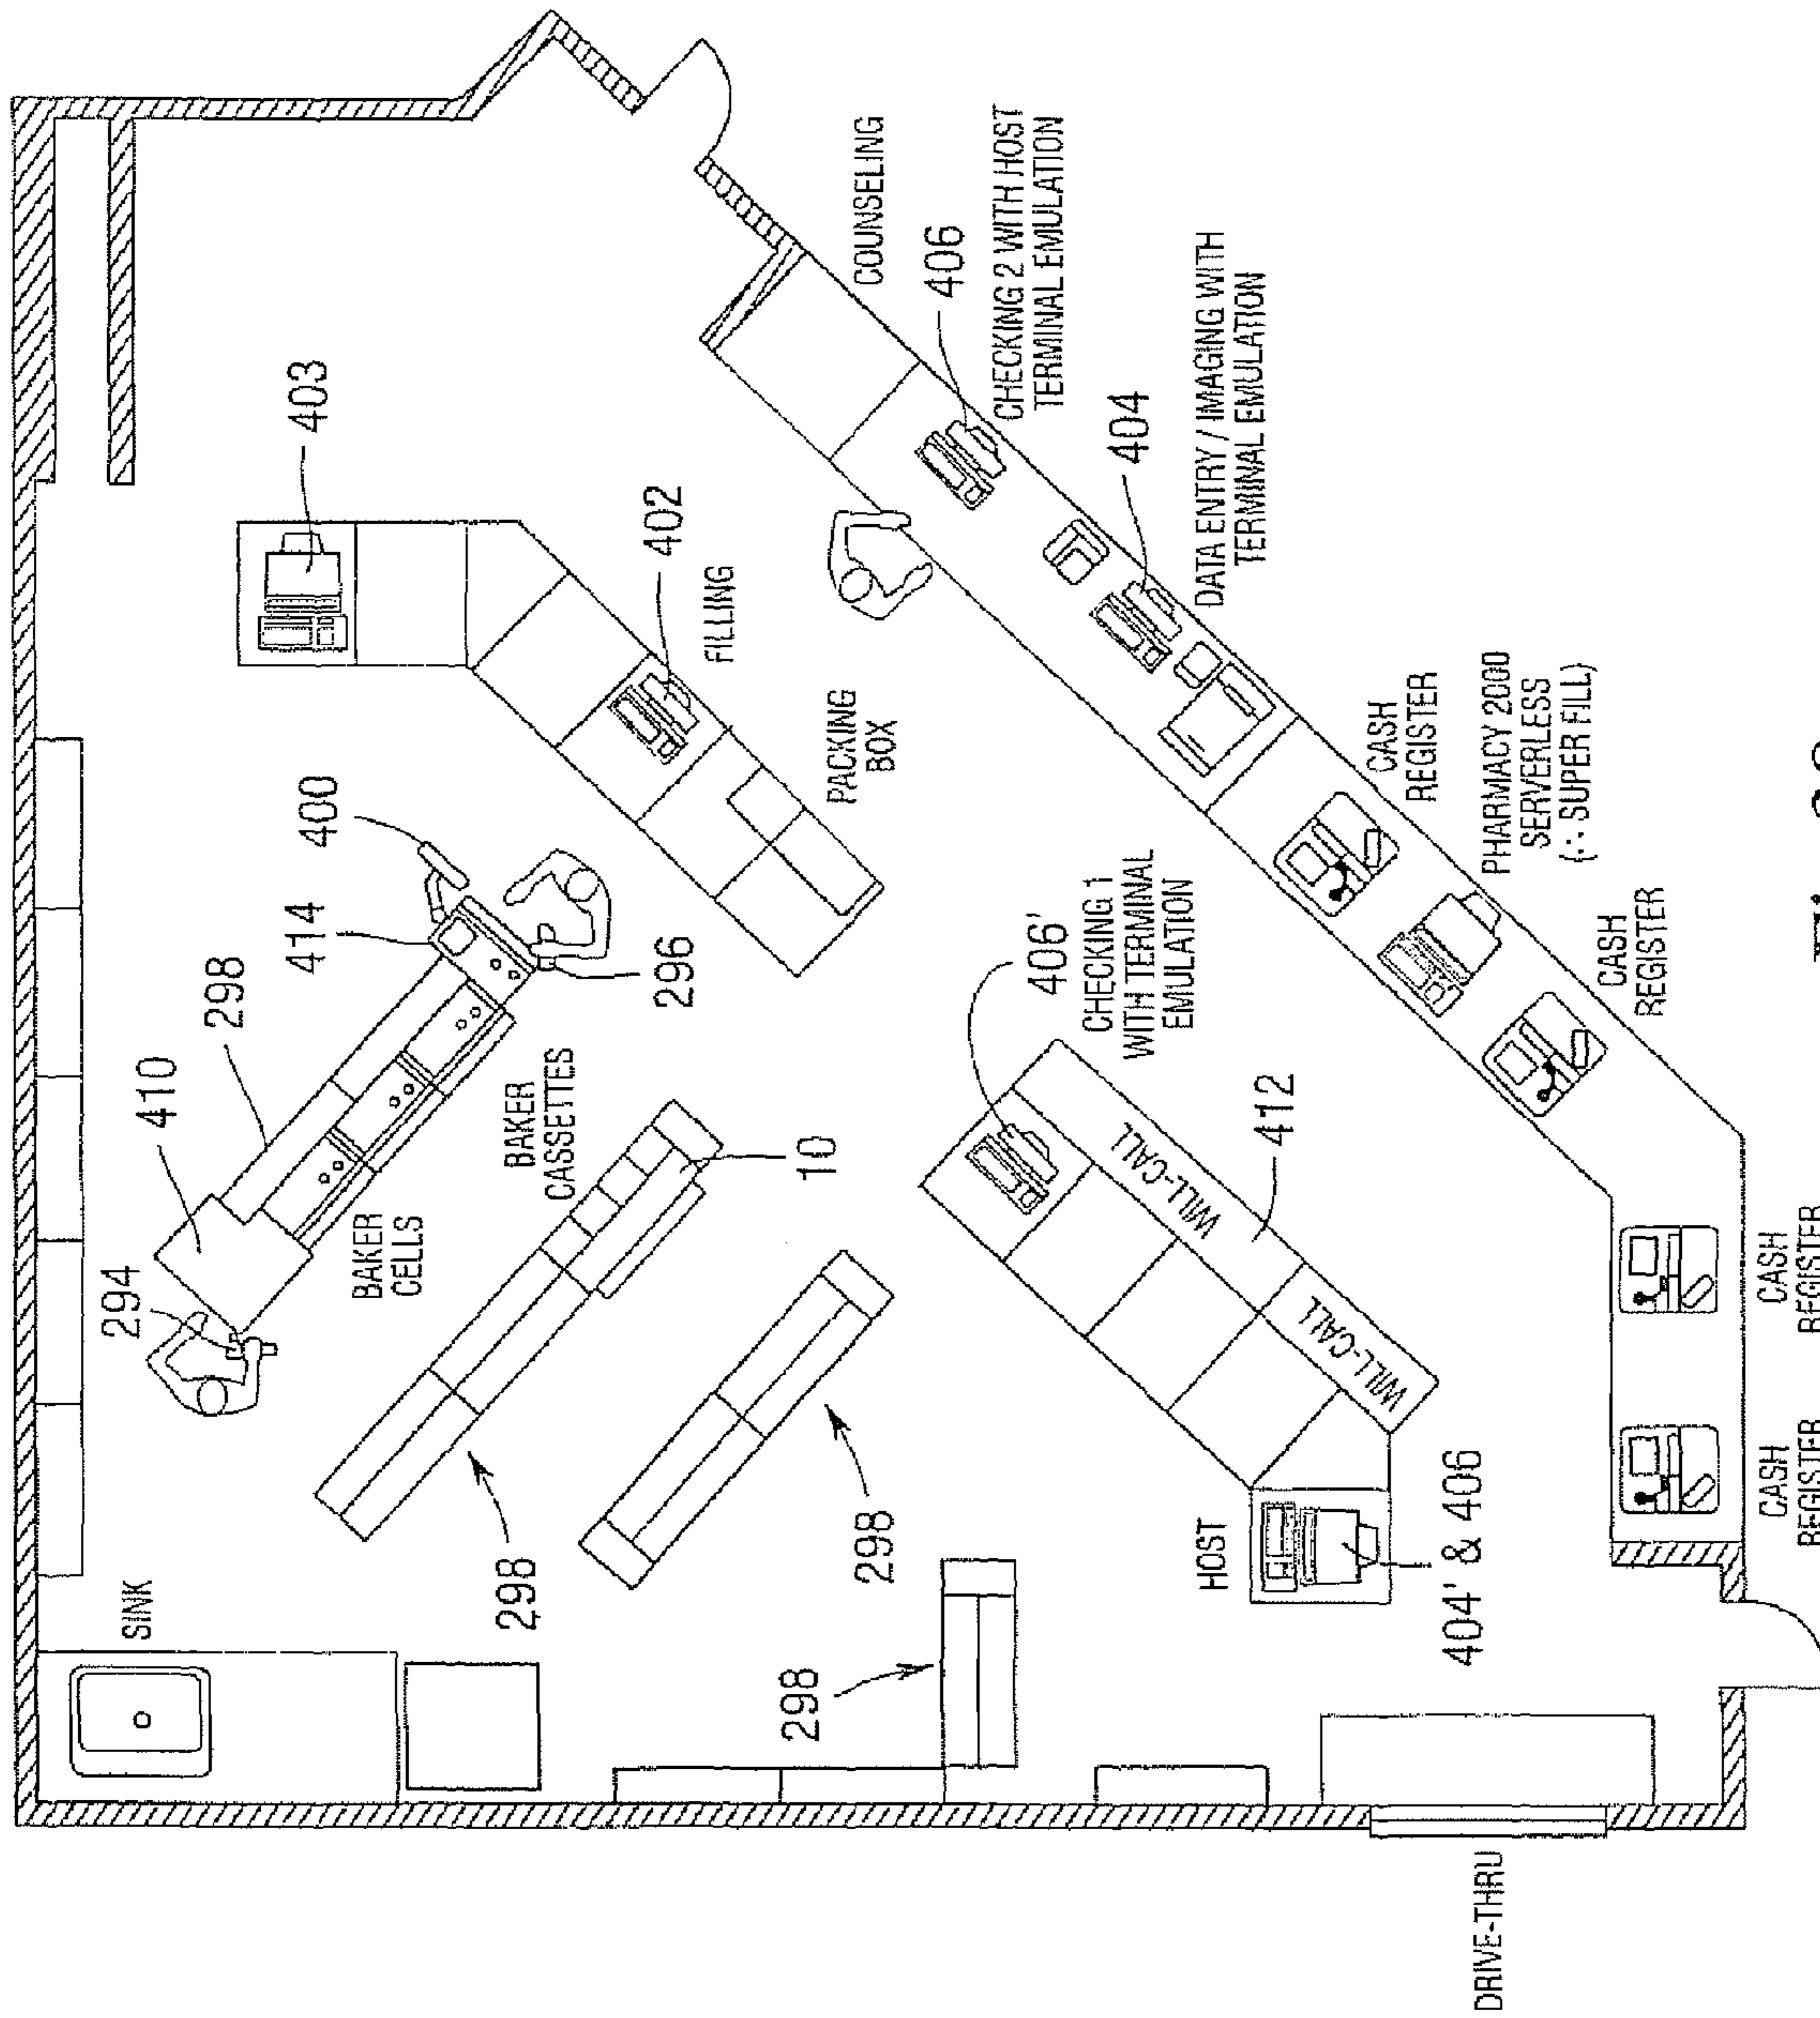 SINK
294
410
298
414
400
403
BAKER
CELLS
298
BAKER
CASSETTES
296
402
FILLING
298
10
PACKING
BOX
298
COUNSELING
406
CHECKING 2 WITH HOST
TERMINAL EMULATION
406'
CHECKING 1
WITH TERMINAL
EMULATION
404
DATA ENTRY / IMAGING WITH
TERMINAL EMULATION
WILL-CALL
412
WILL-CALL
HOST
CASH
REGISTER
404' & 406
DRIVE-THRU
PHARMACY 2000
SERVERLESS
(∴ SUPER FILL)
CASH
REGISTER
CASH
REGISTER
CASH
REGISTER